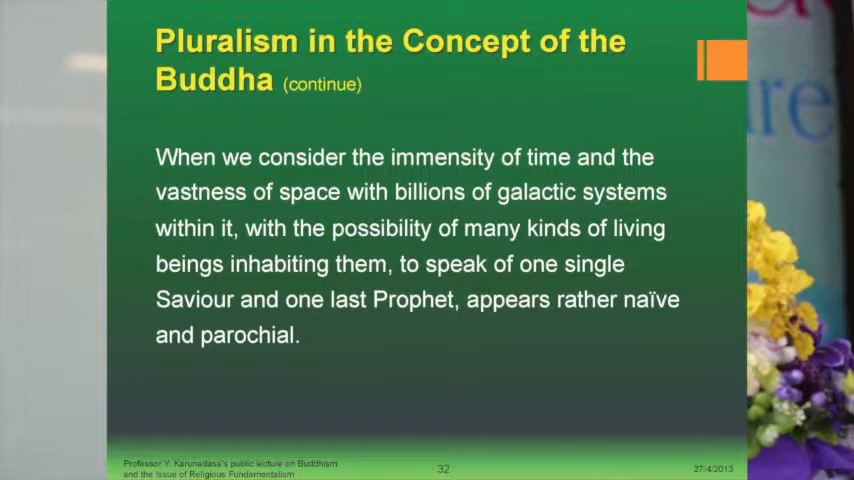 Pluralism in the Concept of the
Buddha (continue)
When we consider the immensity of time and the
vastness of space with billions of galactic systems
within it, with the possibility of many kinds of living
beings inhabiting them, to speak of one single
Saviour and one last Prophet, appears rather naïve
and parochial.
Professor Y. Karunadasa's public lecture on Buddhism
and the Issue of Religious Fundamentalism
32
27/4/2013